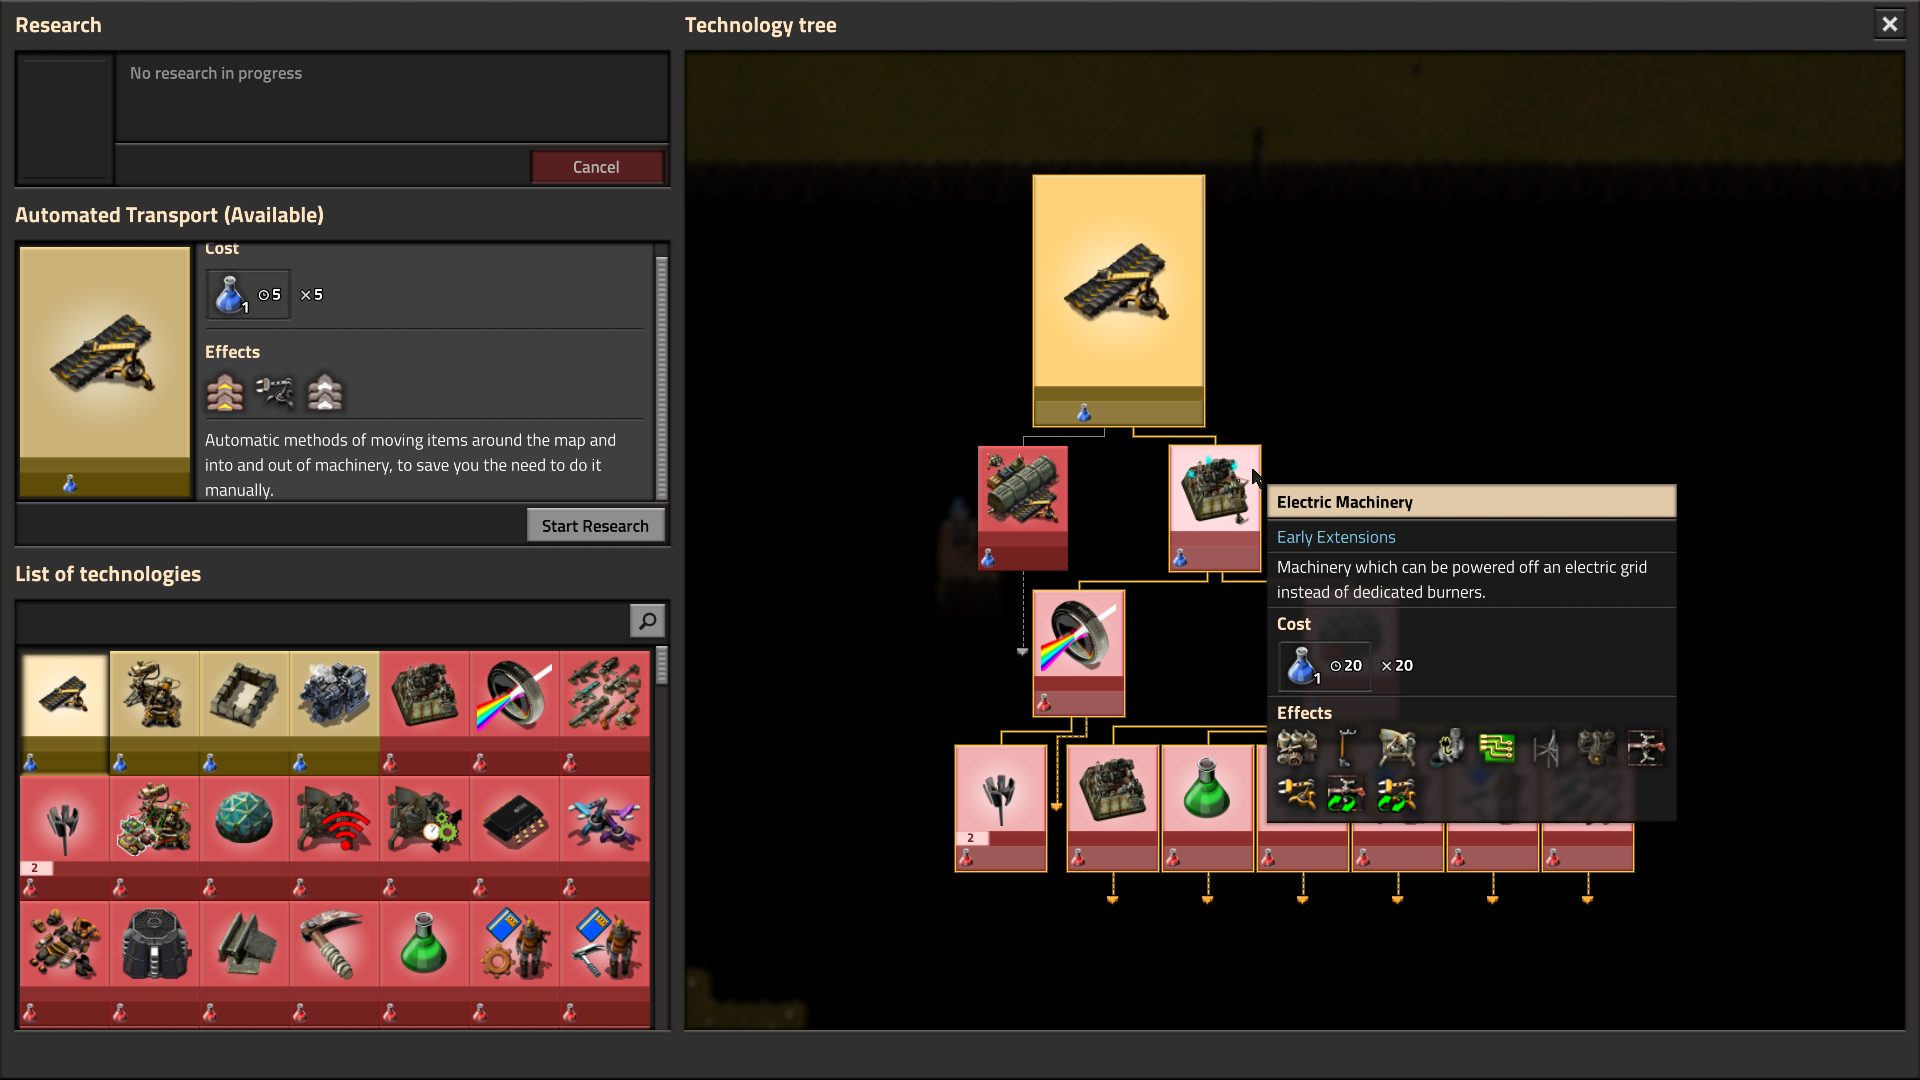 Research
Technology tree
No research in progress
Cancel
Automated Transport (Available)
Cost
1
5
×5
Effects
Automatic methods of moving items around the map and
into and out of machinery, to save you the need to do it
manually.
Start Research
List of technologies
2
Electric Machinery
Early Extensions
Machinery which can be powered off an electric grid
instead of dedicated burners.
Cost
1
20
×20
Effects
2